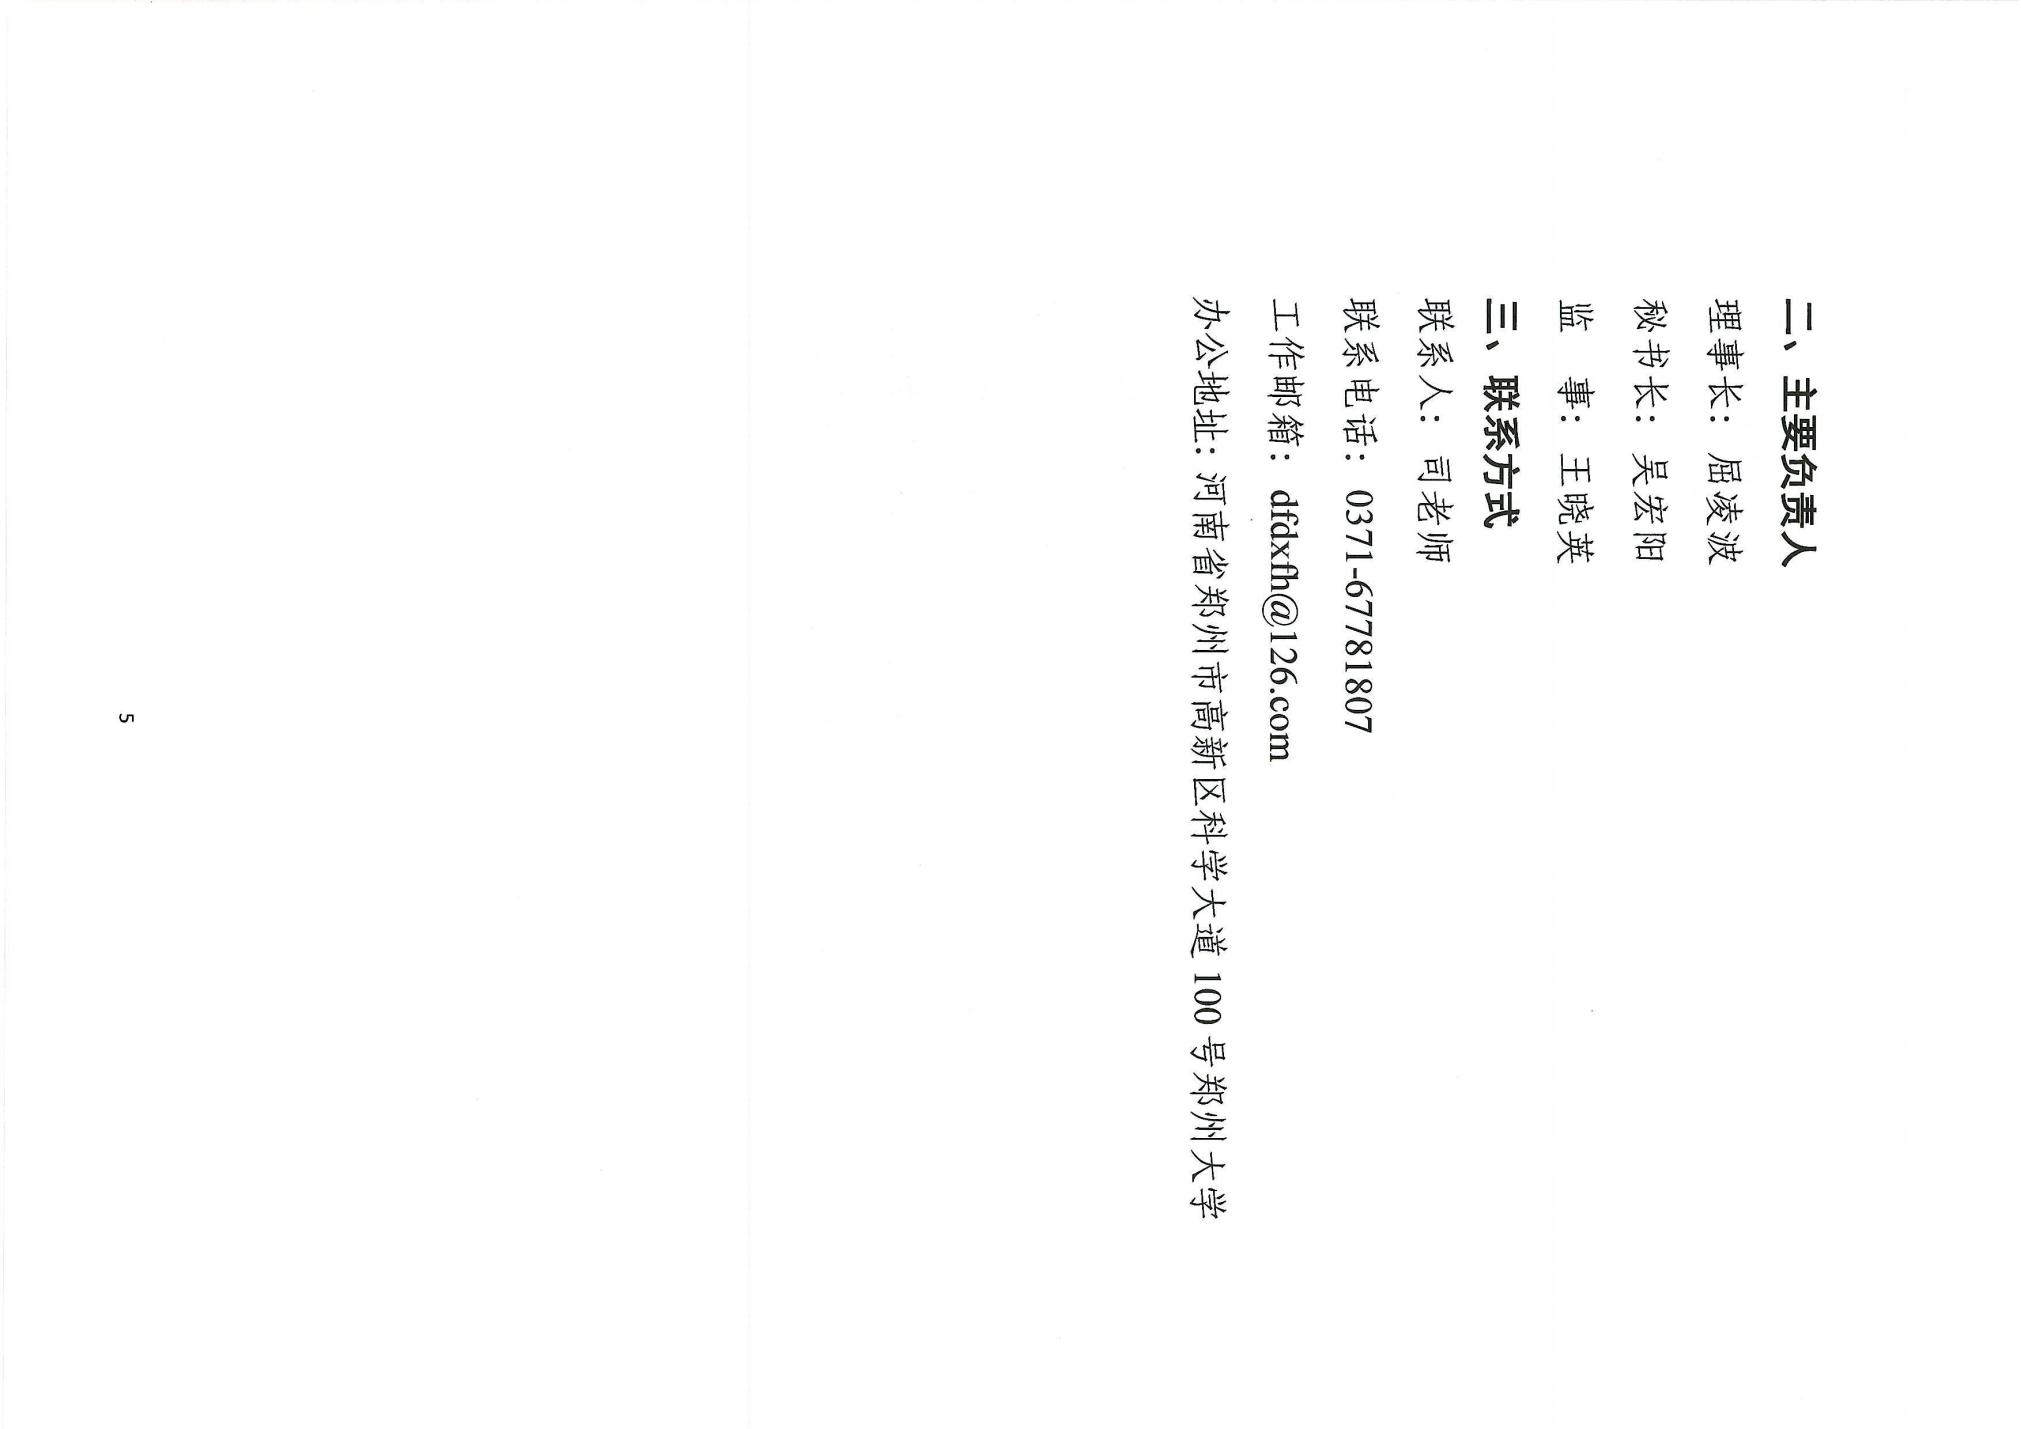 二、主要负责人
理事长：屈凌波
秘书长：吴宏阳
监　事：王晓英
三、联系方式
联系人：司老师
联系电话：0371-67781807
工作邮箱：dfdxfh@126.com
办公地址：河南省郑州市高新区科学大道 100 号郑州大学
5